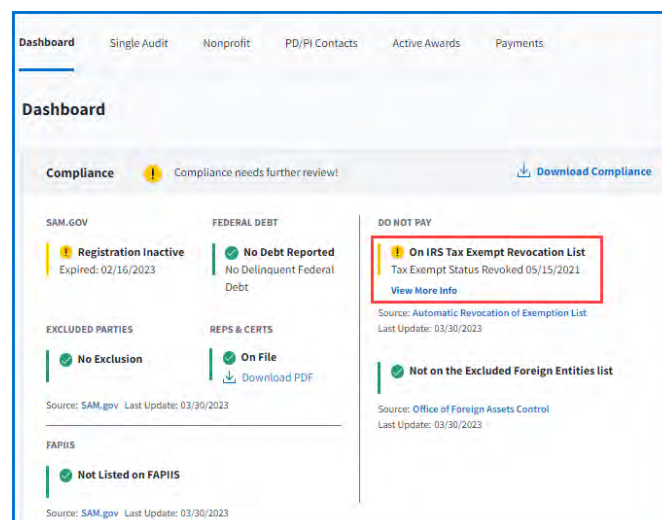 Dashboard Single Audit Nonprofit PD/PI Contacts Active Awards Payments
Dashboard
Compliance Compliance needs further review! Download Compliance
SAM.GOV
Registration Inactive
Expired: 02/16/2023
FEDERAL DEBT
No Debt Reported
No Delinquent Federal
Debt
EXCLUDED PARTIES
No Exclusion
REPS & CERTS
On File
Download PDF
Source: SAM.gov Last Update: 03/30/2023
FAPIIS
Not Listed on FAPIIS
Source: SAM.gov Last Update: 03/30/2023
DO NOT PAY
On IRS Tax Exempt Revocation List
Tax Exempt Status Revoked 05/15/2021
View More Info
Source: Automatic Revocation of Exemption List
Last Update: 03/30/2023
Not on the Excluded Foreign Entities list
Source: Office of Foreign Assets Control
Last Update: 03/30/2023